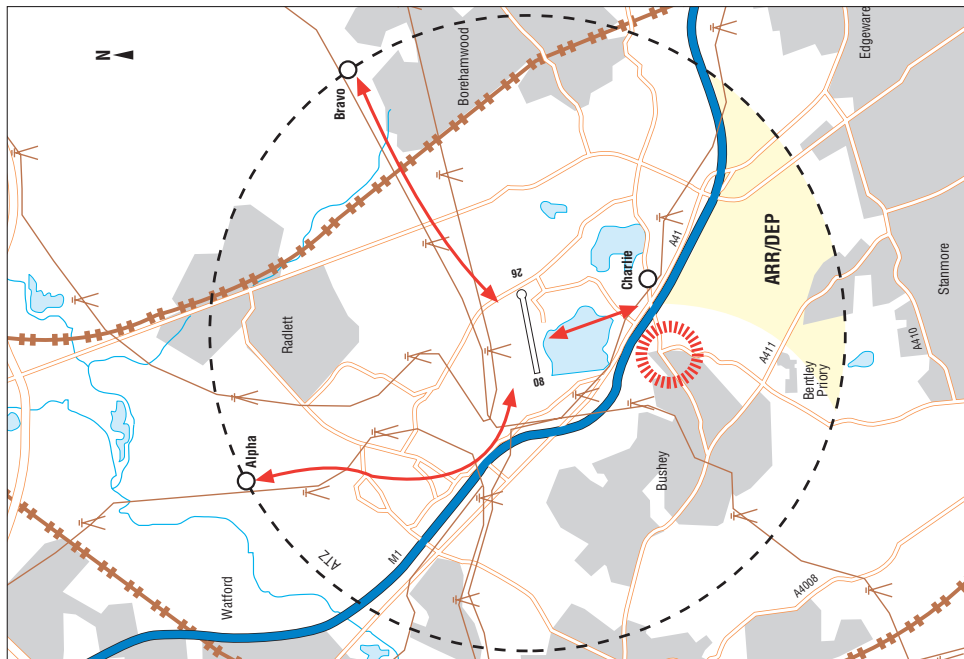 N
Bravo
Borehamwood
Edgeware
Radlett
26
08
Charlie
A41
ARR/DEP
Stanmore
Alpha
ATZ
M1
Watford
Bushey
A411
Bentley
Priory
A410
A4008